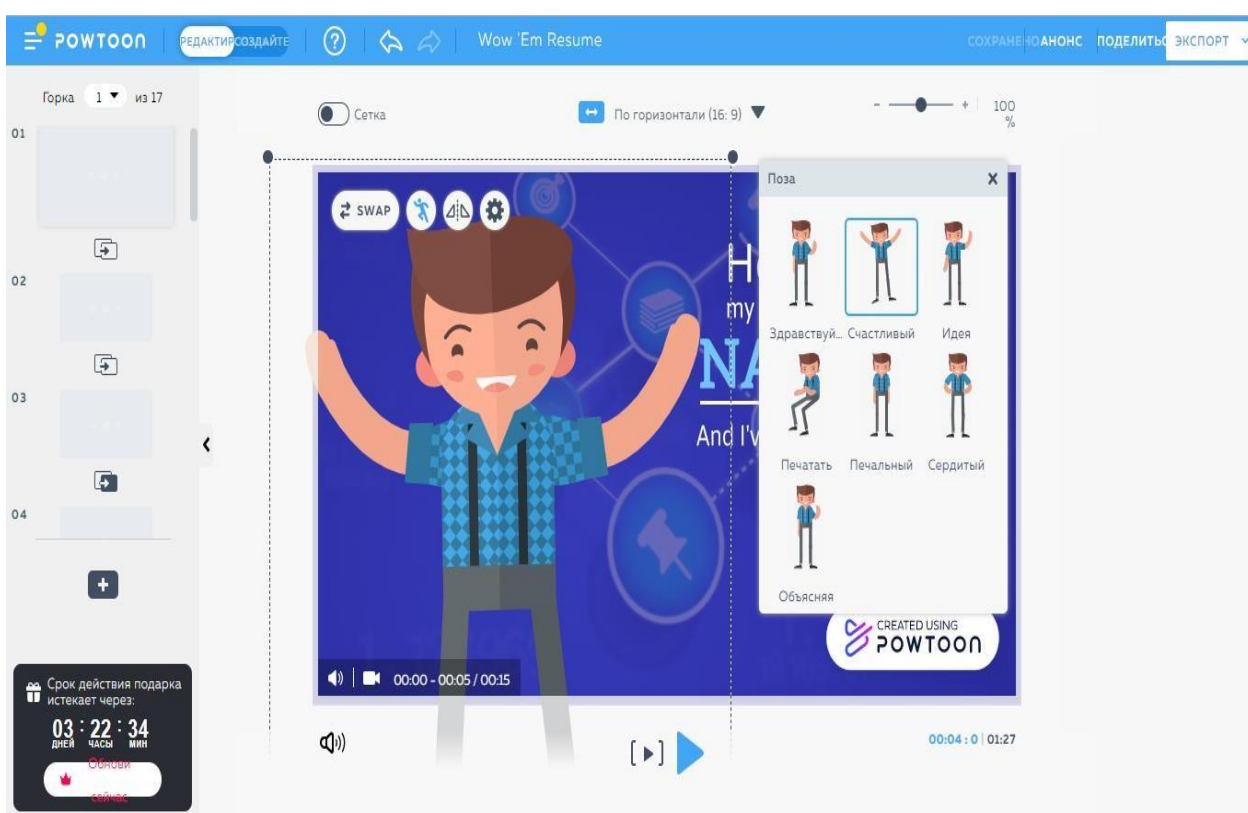 POWTOON
РЕДАКТИР СОЗДАЙТЕ
?
Wow 'Em Resume
СОХРАНЕНО
АНОНС
ПОДЕЛИТЬС
ЭКСПОРТ
Горка 1 из 17
Сетка
По горизонтали (16: 9)
- + 100
%
01
02
03
04
SWAP
H
my
NA
And I'v
Поза X
Здравствуй... Счастливый Идея
Печатать Печальный Сердитый
Объясняя
CREATED USING
POWTOON
00:00 - 00:05 / 00:15
00:04 : 0 | 01:27
+
Срок действия подарка
истекает через:
03 : 22 : 34
ДНЕЙ ЧАСЫ МИН
Обнови
сейчас